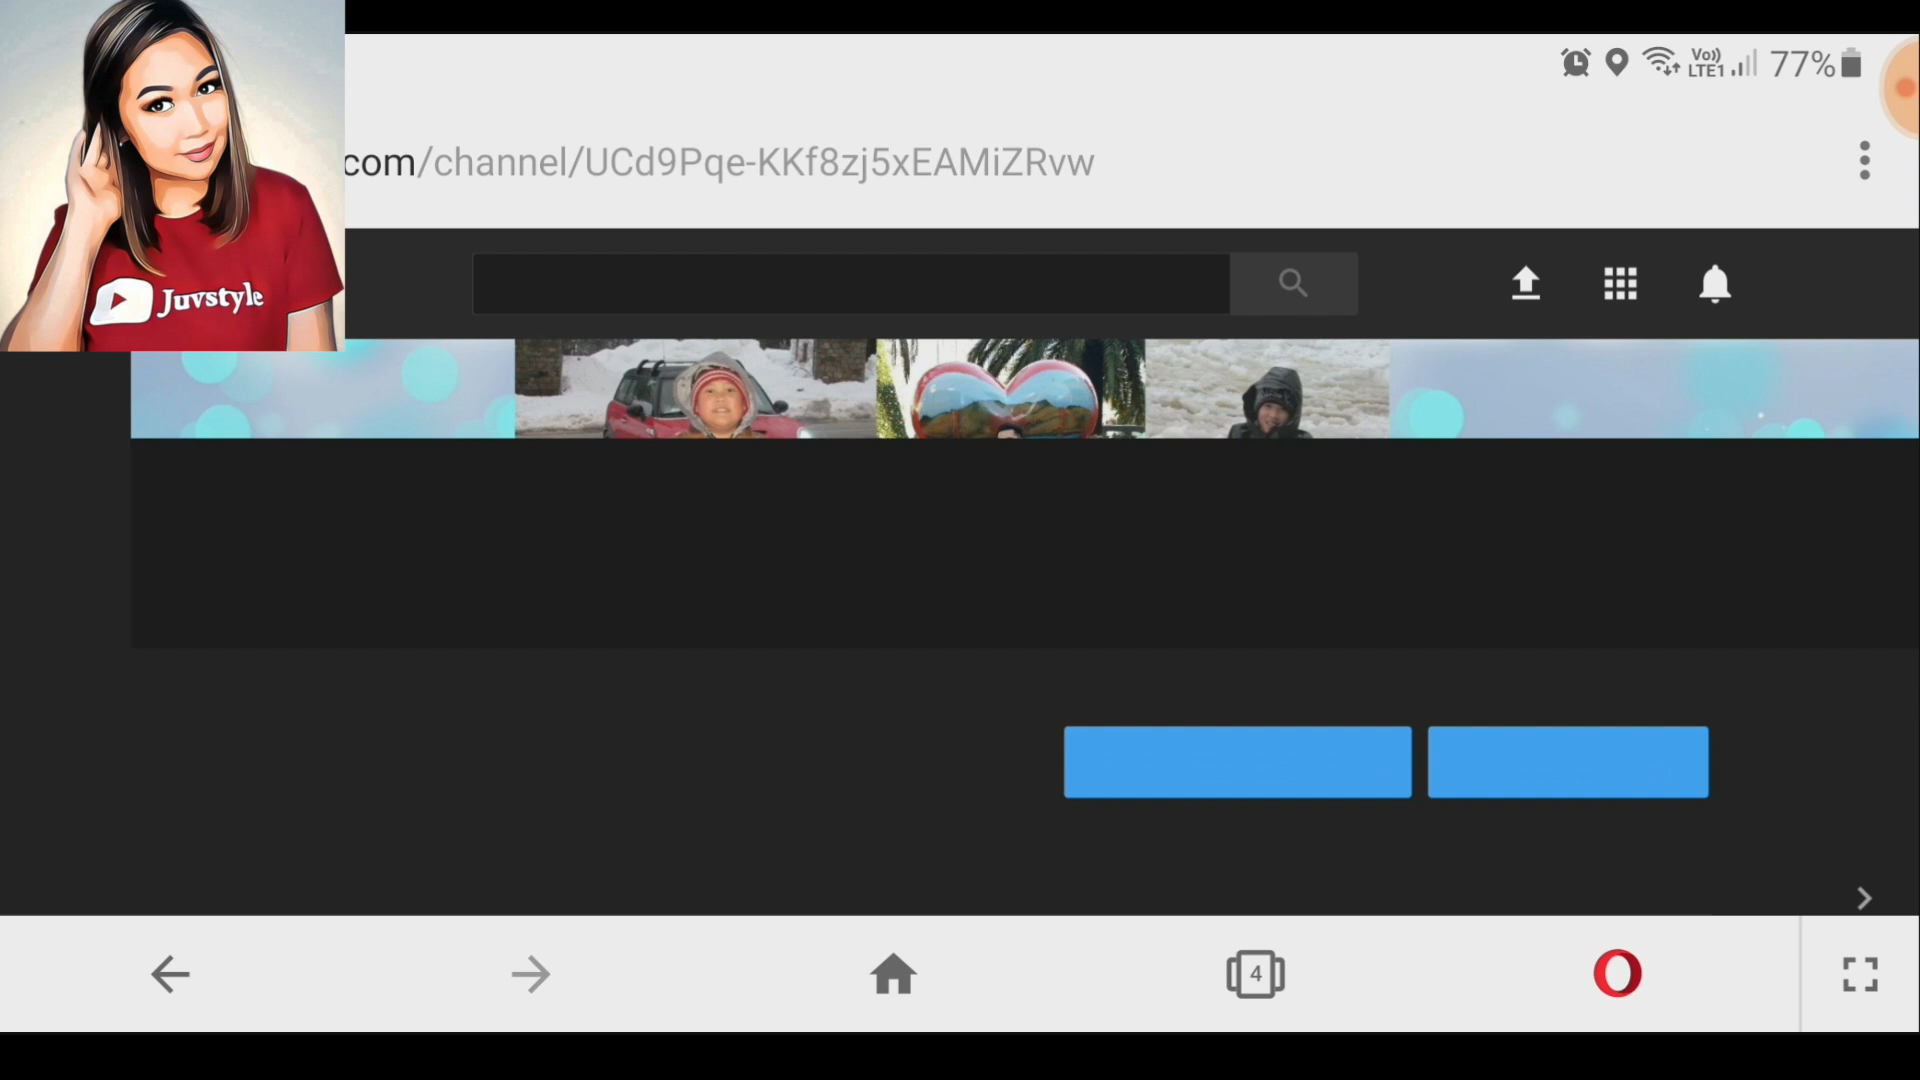 Vo))
LTE1
77%
com/channel/UCd9Pqe-KKf8zj5xEAMiZRvw
Juvstyle
4